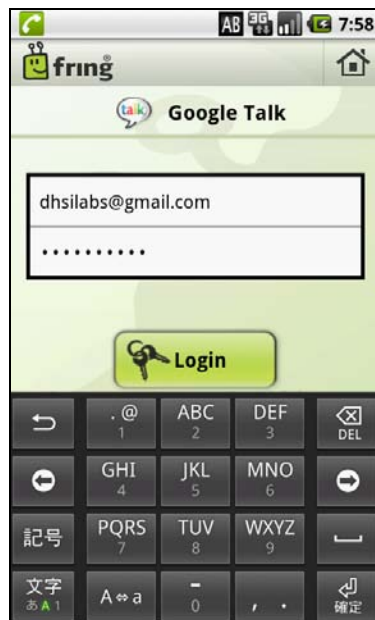 AB 3G 7:58
fring
talk Google Talk
dhsilabs@gmail.com
••••••••••
Login
.@ ABC DEF
1 2 3 DEL
GHI JKL MNO
4 5 6
記号 PQRS TUV WXYZ
7 8 9
文字 A⇔a - , .
あA1 0 確定